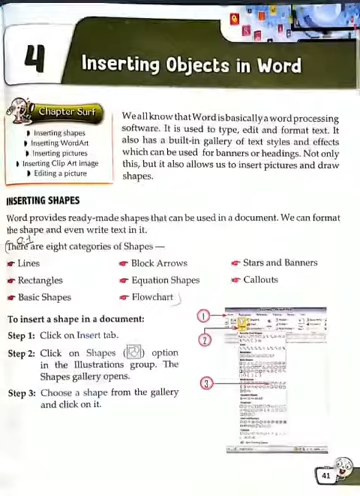 4
Inserting Objects in Word
Chapter Surf
Inserting shapes
Inserting WordArt
Inserting pictures
Inserting Clip Art image
Editing a picture
We all know that Word is basically a word processing
software. It is used to type, edit and format text. It
also has a built-in gallery of text styles and effects
which can be used for banners or headings. Not only
this, but it also allows us to insert pictures and draw
shapes.
INSERTING SHAPES
Word provides ready-made shapes that can be used in a document. We can format
the shape and even write text in it.
There are eight categories of Shapes —
Lines
Block Arrows
Stars and Banners
Rectangles
Equation Shapes
Callouts
Basic Shapes
Flowchart
To insert a shape in a document:
Step 1: Click on Insert tab.
Step 2: Click on Shapes ( ) option
in the Illustrations group. The
Shapes gallery opens.
Step 3: Choose a shape from the gallery
and click on it.
1
2
3
41